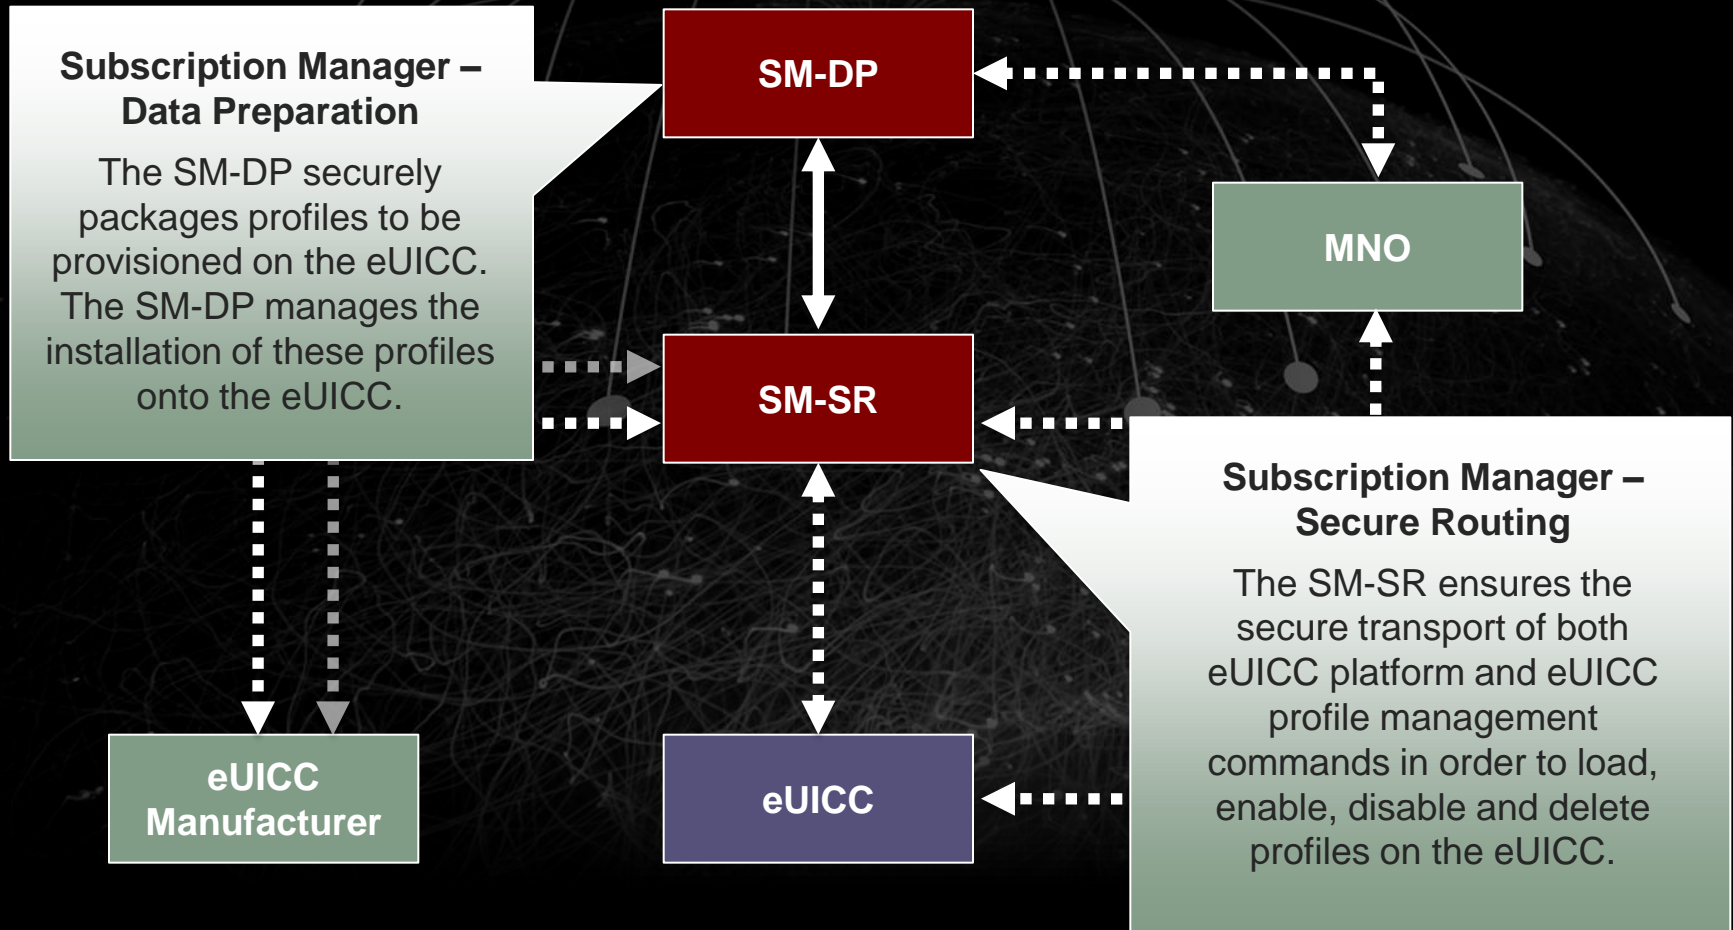 Subscription Manager –
Data Preparation
The SM-DP securely
packages profiles to be
provisioned on the eUICC.
The SM-DP manages the
installation of these profiles
onto the eUICC.
SM-DP
MNO
SM-SR
Subscription Manager –
Secure Routing
The SM-SR ensures the
secure transport of both
eUICC platform and eUICC
profile management
commands in order to load,
enable, disable and delete
profiles on the eUICC.
eUICC
Manufacturer
eUICC